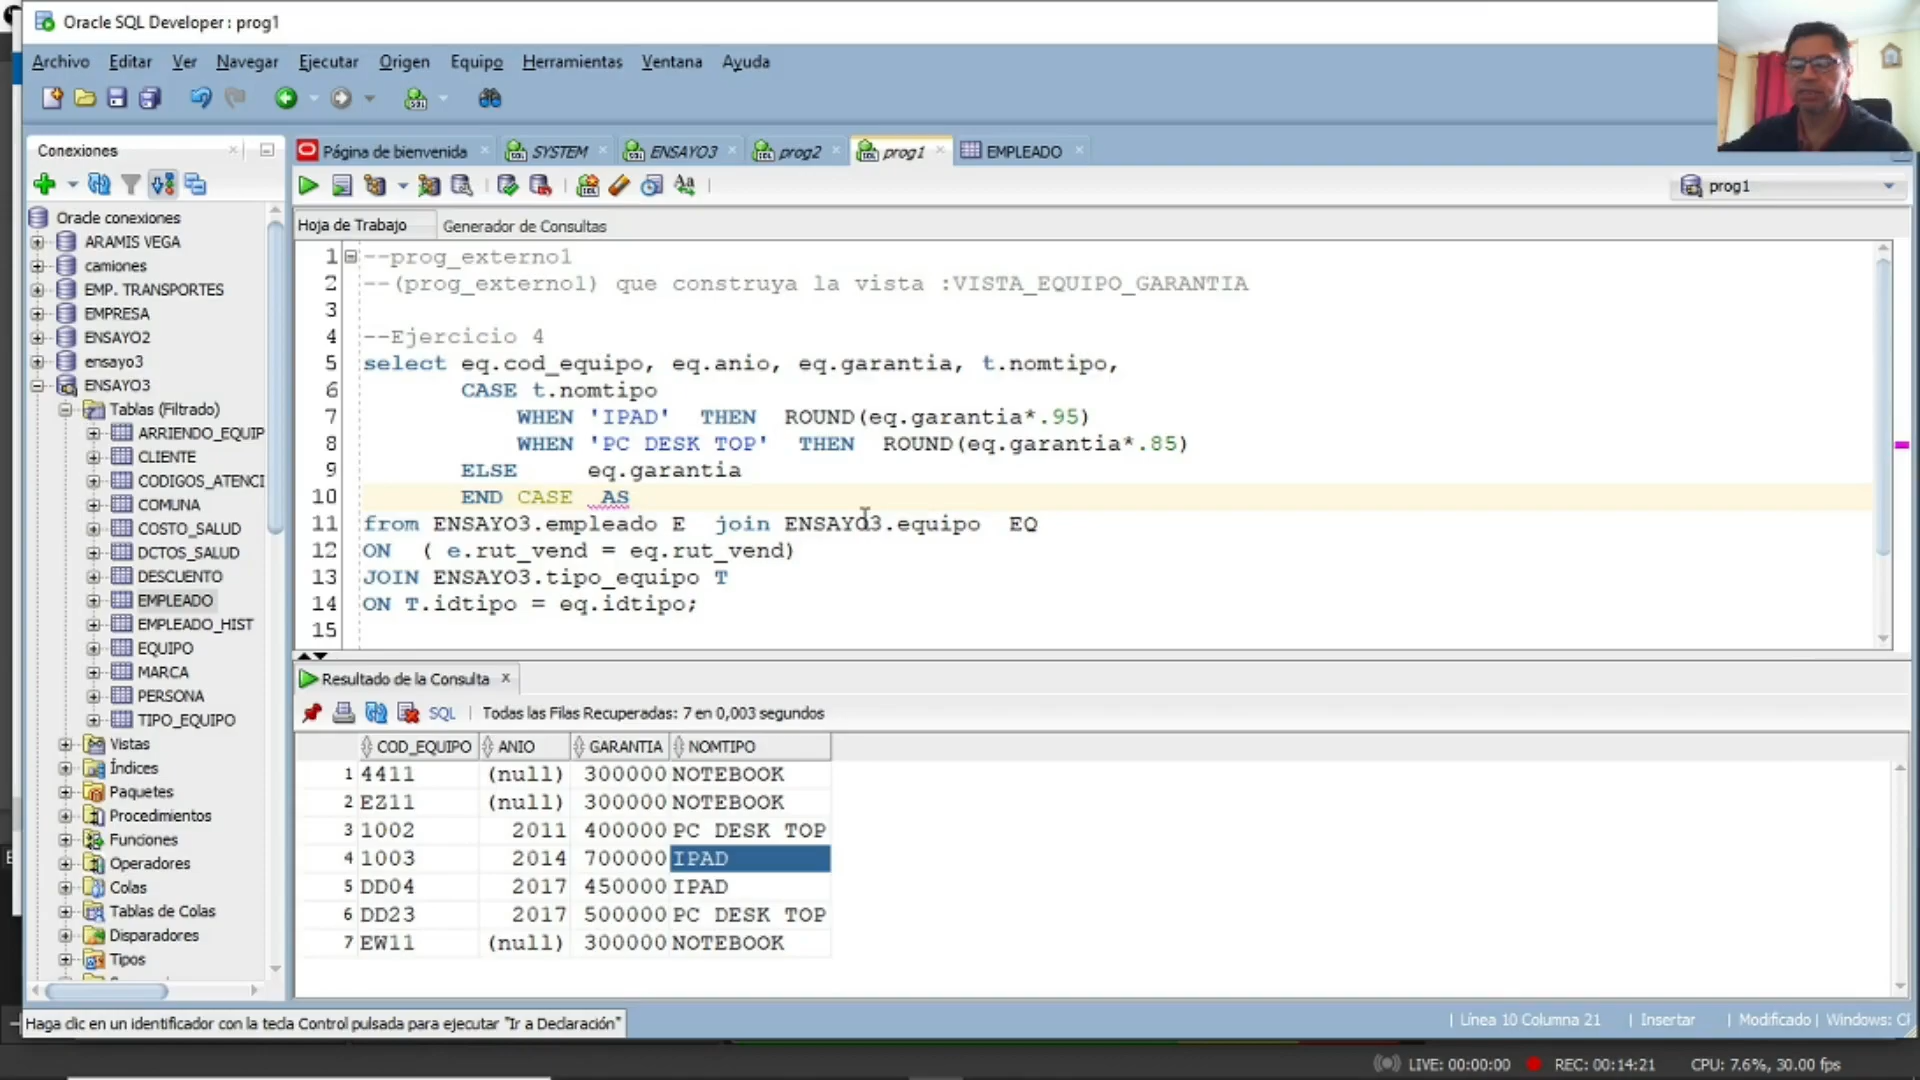 Oracle SQL Developer : prog1
Archivo Editar Ver Navegar Ejecutar Origen Equipo Herramientas Ventana Ayuda
Conexiones
Página de bienvenida SYSTEM ENSAYO3 prog2 prog1 EMPLEADO
prog1
Hoja de Trabajo Generador de Consultas
Oracle conexiones
ARAMIS VEGA
camiones
EMP. TRANSPORTES
EMPRESA
ENSAYO2
ensayo3
ENSAYO3
Tablas (Filtrado)
ARRIENDO_EQUIP
CLIENTE
CODIGOS_ATENCI
COMUNA
COSTO_SALUD
DCTOS_SALUD
DESCUENTO
EMPLEADO
EMPLEADO_HIST
EQUIPO
MARCA
PERSONA
TIPO_EQUIPO
Vistas
Índices
Paquetes
Procedimientos
Funciones
Operadores
Colas
Tablas de Colas
Disparadores
Tipos
1 --prog_externo1
2 --(prog_externo1) que construya la vista :VISTA_EQUIPO_GARANTIA
3
4 --Ejercicio 4
5 select eq.cod_equipo, eq.anio, eq.garantia, t.nomtipo,
6 CASE t.nomtipo
7 WHEN 'IPAD' THEN ROUND(eq.garantia*.95)
8 WHEN 'PC DESK TOP' THEN ROUND(eq.garantia*.85)
9 ELSE eq.garantia
10 END CASE AS
11 from ENSAYO3.empleado E join ENSAYO3.equipo EQ
12 ON ( e.rut_vend = eq.rut_vend)
13 JOIN ENSAYO3.tipo_equipo T
14 ON T.idtipo = eq.idtipo;
15
Resultado de la Consulta x
SQL | Todas las Filas Recuperadas: 7 en 0,003 segundos
COD_EQUIPO ANIO GARANTIA NOMTIPO
1 4411 (null) 300000 NOTEBOOK
2 EZ11 (null) 300000 NOTEBOOK
3 1002 2011 400000 PC DESK TOP
4 1003 2014 700000 IPAD
5 DD04 2017 450000 IPAD
6 DD23 2017 500000 PC DESK TOP
7 EW11 (null) 300000 NOTEBOOK
Haga clic en un identificador con la tecla Control pulsada para ejecutar "Ir a Declaración"
| Línea 10 Columna 21 | Insertar | Modificado | Windows: Cl
LIVE: 00:00:00 REC: 00:14:21 CPU: 7.6%, 30.00 fps